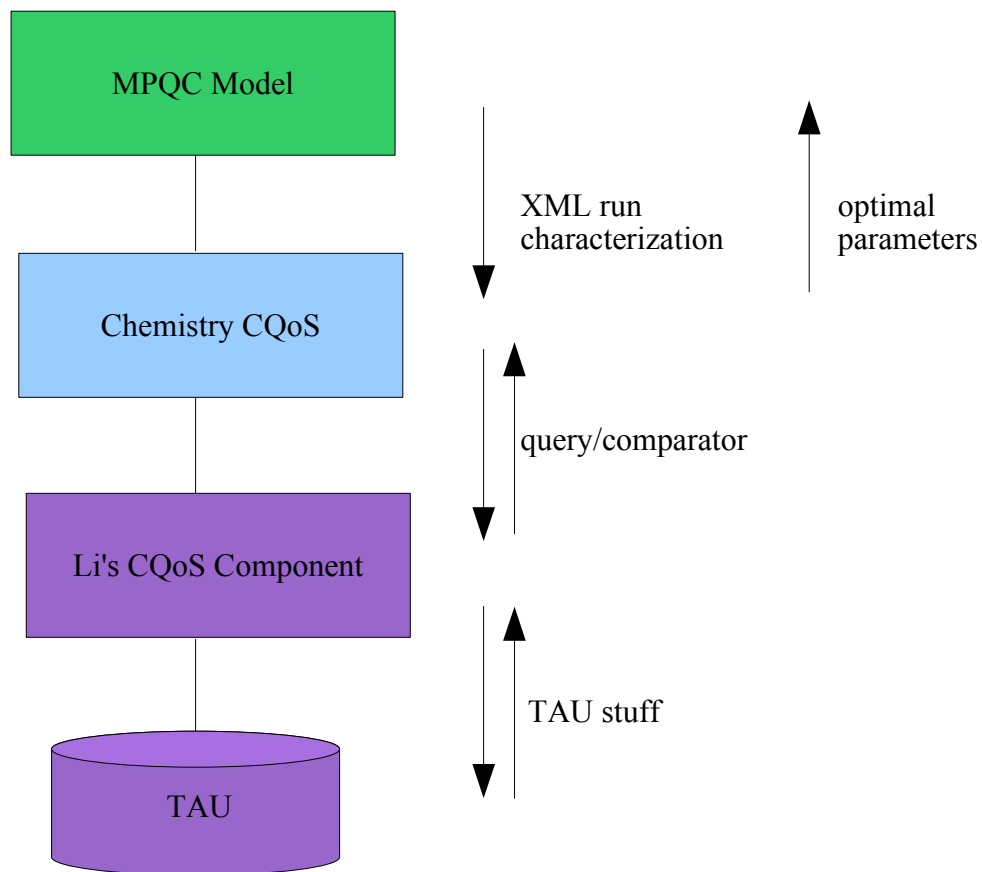 MPQC Model
XML run
characterization
optimal
parameters
Chemistry CQoS
query/comparator
Li's CQoS Component
TAU stuff
TAU